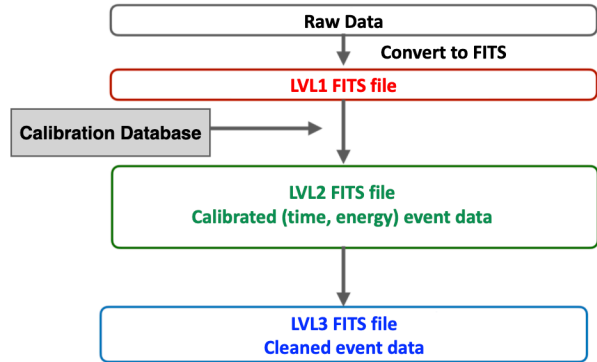 Raw Data
Convert to FITS
LVL1 FITS file
Calibration Database
LVL2 FITS file
Calibrated (time, energy) event data
LVL3 FITS file
Cleaned event data